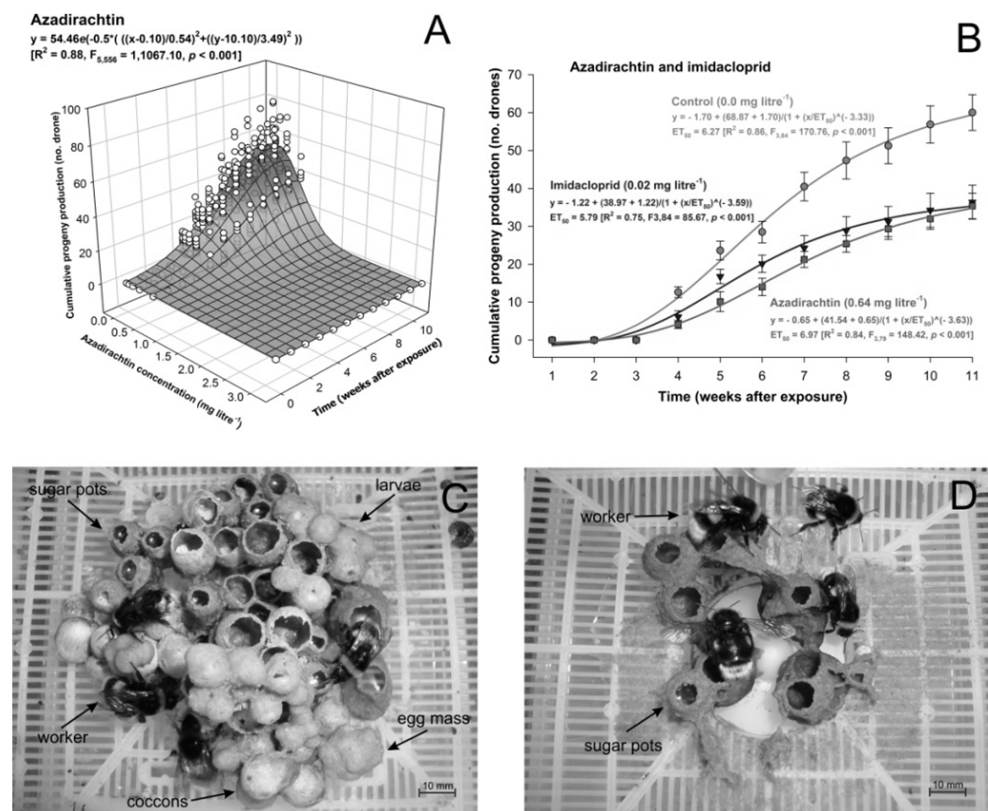 Azadirachtin
y = 54.46e(-0.5*( ((x-0.10)/0.54)²+((y-10.10)/3.49)² ))
[R² = 0.88, F5,556 = 1,1067.10, p < 0.001]
A
Cumulative progeny production (no. drone)
100
80
60
40
20
0
0.0
0.5
1.0
1.5
2.0
2.5
3.0
Azadirachtin concentration (mg litre⁻¹)
0
2
4
6
8
10
Time (weeks after exposure)
B
Azadirachtin and imidacloprid
Cumulative progeny production (no. drones)
70
60
50
40
30
20
10
0
Control (0.0 mg litre⁻¹)
y = - 1.70 + (68.87 + 1.70)/(1 + (x/ET50)^(- 3.33))
ET50 = 6.27 [R² = 0.86, F3,84 = 170.76, p < 0.001]
Imidacloprid (0.02 mg litre⁻¹)
y = - 1.22 + (38.97 + 1.22)/(1 + (x/ET50)^(- 3.59))
ET50 = 5.79 [R² = 0.75, F3,84 = 85.67, p < 0.001]
Azadirachtin (0.64 mg litre⁻¹)
y = - 0.65 + (41.54 + 0.65)/(1 + (x/ET50)^(- 3.63))
ET50 = 6.97 [R² = 0.84, F3,79 = 148.42, p < 0.001]
1 2 3 4 5 6 7 8 9 10 11
Time (weeks after exposure)
C
sugar pots
larvae
worker
egg mass
coccons
10 mm
D
worker
sugar pots
10 mm